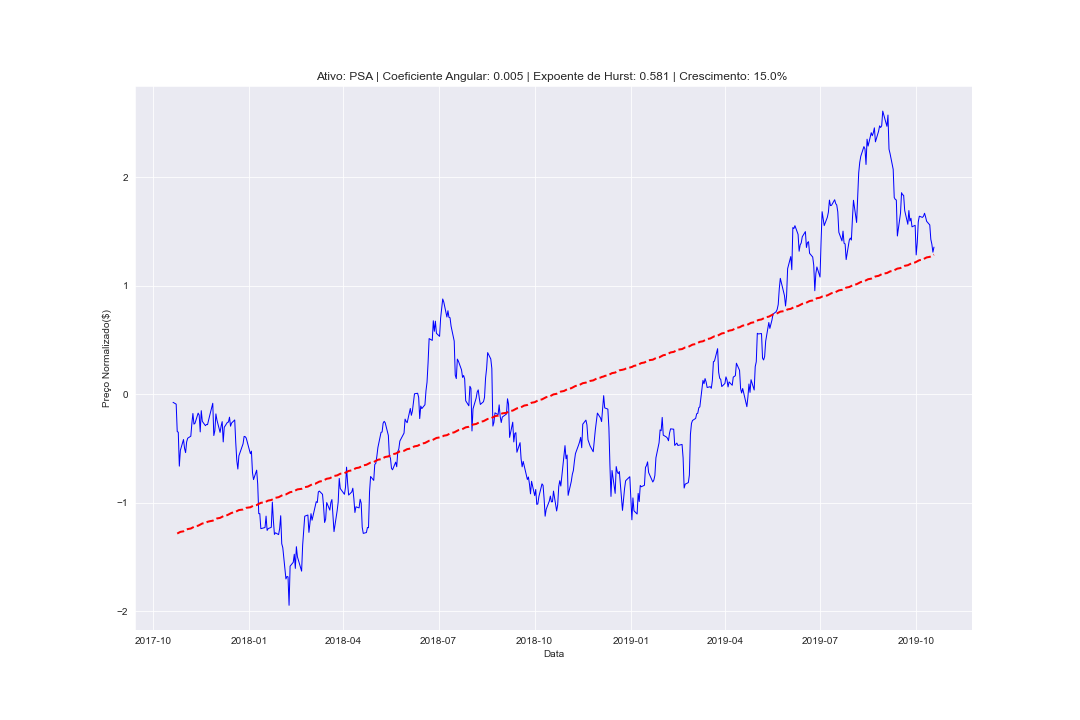 Ativo: PSA | Coeficiente Angular: 0.005 | Expoente de Hurst: 0.581 | Crescimento: 15.0%
Preço Normalizado($)
2
1
0
−1
−2
2017-10 2018-01 2018-04 2018-07 2018-10 2019-01 2019-04 2019-07 2019-10
Data